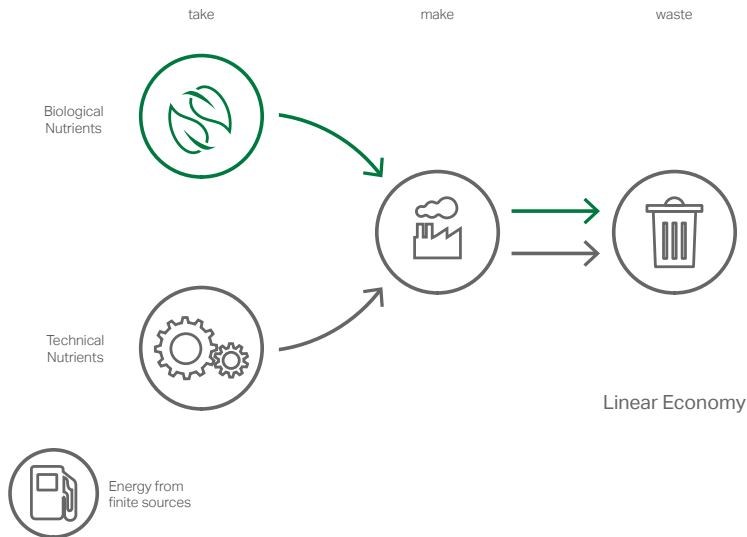 take
make
waste
Biological
Nutrients
Technical
Nutrients
Linear Economy
Energy from
finite sources